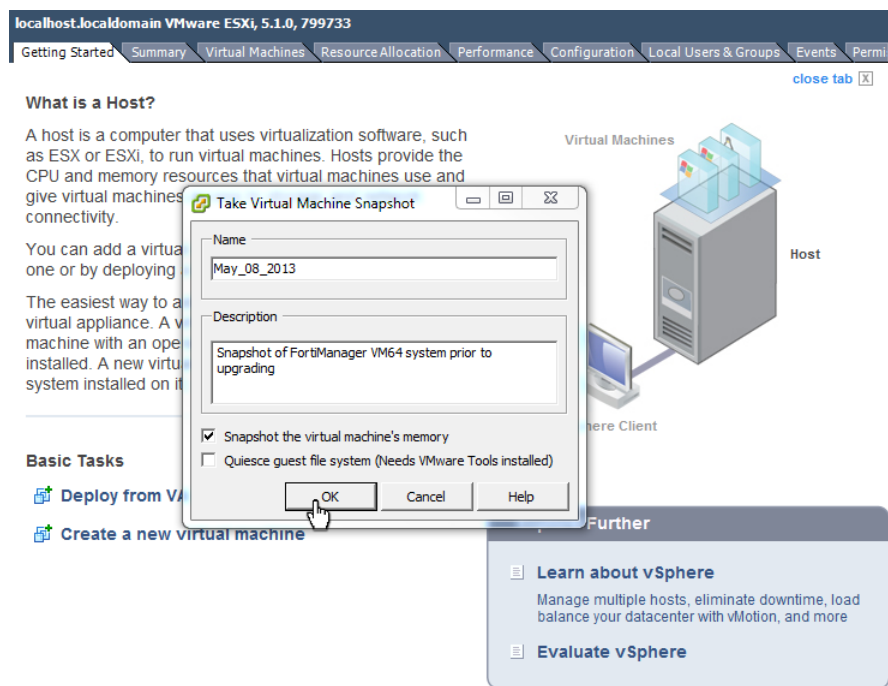 localhost.localdomain VMware ESXi, 5.1.0, 799733
Getting Started Summary Virtual Machines Resource Allocation Performance Configuration Local Users & Groups Events Permi
close tab X
What is a Host?
A host is a computer that uses virtualization software, such
as ESX or ESXi, to run virtual machines. Hosts provide the
CPU and memory resources that virtual machines use and
give virtual machines
connectivity.
You can add a virtua
one or by deploying
The easiest way to a
virtual appliance. A v
machine with an ope
installed. A new virtu
system installed on it
Virtual Machines
Host
here Client
Take Virtual Machine Snapshot
Name
May_08_2013
Description
Snapshot of FortiManager VM64 system prior to
upgrading
Snapshot the virtual machine's memory
Quiesce guest file system (Needs VMware Tools installed)
OK Cancel Help
Basic Tasks
Deploy from VA
Create a new virtual machine
Further
Learn about vSphere
Manage multiple hosts, eliminate downtime, load
balance your datacenter with vMotion, and more
Evaluate vSphere